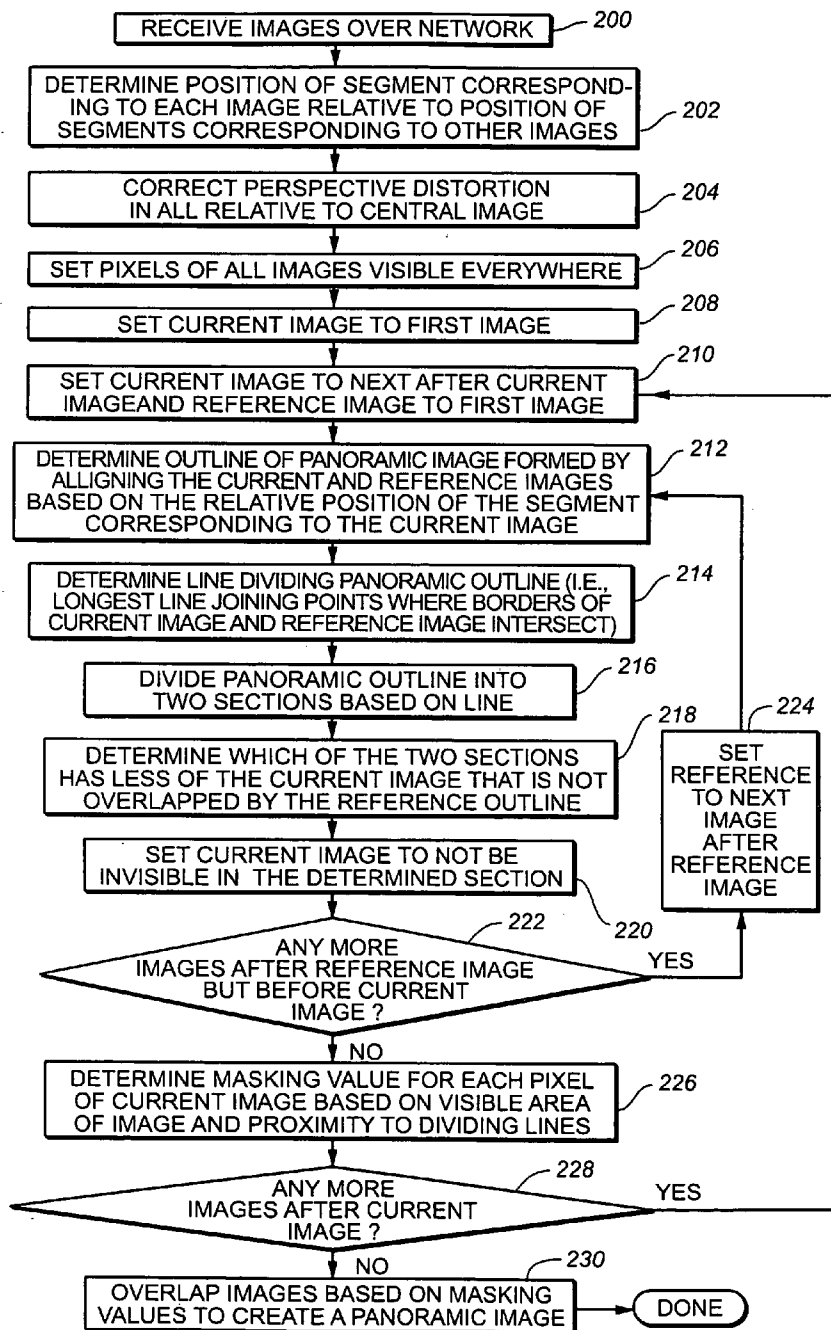 RECEIVE IMAGES OVER NETWORK
200
DETERMINE POSITION OF SEGMENT CORRESPOND-
ING TO EACH IMAGE RELATIVE TO POSITION OF
SEGMENTS CORRESPONDING TO OTHER IMAGES
202
CORRECT PERSPECTIVE DISTORTION
IN ALL RELATIVE TO CENTRAL IMAGE
204
SET PIXELS OF ALL IMAGES VISIBLE EVERYWHERE
206
SET CURRENT IMAGE TO FIRST IMAGE
208
SET CURRENT IMAGE TO NEXT AFTER CURRENT
IMAGEAND REFERENCE IMAGE TO FIRST IMAGE
210
DETERMINE OUTLINE OF PANORAMIC IMAGE FORMED BY
ALLIGNING THE CURRENT AND REFERENCE IMAGES
BASED ON THE RELATIVE POSITION OF THE SEGMENT
CORRESPONDING TO THE CURRENT IMAGE
212
DETERMINE LINE DIVIDING PANORAMIC OUTLINE (I.E.,
LONGEST LINE JOINING POINTS WHERE BORDERS OF
CURRENT IMAGE AND REFERENCE IMAGE INTERSECT)
214
DIVIDE PANORAMIC OUTLINE INTO
TWO SECTIONS BASED ON LINE
216
DETERMINE WHICH OF THE TWO SECTIONS
HAS LESS OF THE CURRENT IMAGE THAT IS NOT
OVERLAPPED BY THE REFERENCE OUTLINE
218
SET CURRENT IMAGE TO NOT BE
INVISIBLE IN THE DETERMINED SECTION
220
224
SET
REFERENCE
TO NEXT
IMAGE
AFTER
REFERENCE
IMAGE
222
ANY MORE
IMAGES AFTER REFERENCE IMAGE
BUT BEFORE CURRENT
IMAGE ?
YES
NO
DETERMINE MASKING VALUE FOR EACH PIXEL
OF CURRENT IMAGE BASED ON VISIBLE AREA
OF IMAGE AND PROXIMITY TO DIVIDING LINES
226
228
ANY MORE
IMAGES AFTER CURRENT
IMAGE ?
YES
NO
230
OVERLAP IMAGES BASED ON MASKING
VALUES TO CREATE A PANORAMIC IMAGE
DONE